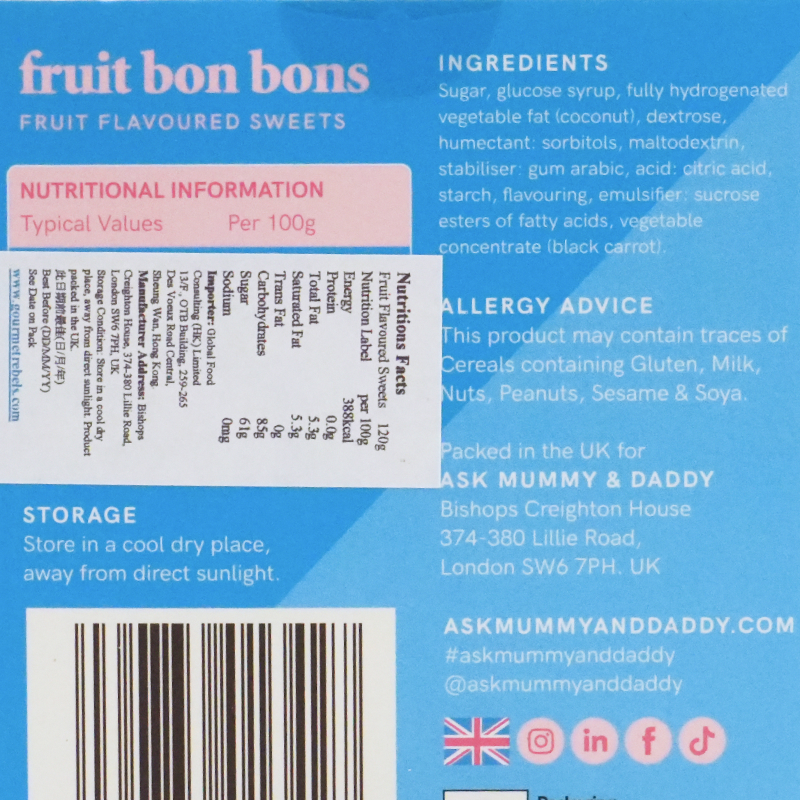 fruit bon bons
FRUIT FLAVOURED SWEETS
NUTRITIONAL INFORMATION
Typical Values Per 100g
Nutritions Facts
Fruit Flavoured Sweets 120g
Nutrition Label per 100g
Energy 388kcal
Protein 0.0g
Total Fat 5.3g
Saturated Fat 5.3g
Trans Fat 0g
Carbohydrates 85g
Sugar 61g
Sodium 0mg
Importer: Global Food
Consulting (HK) Limited
13/F., OTB Building, 259-265
Des Voeux Road Central,
Sheung Wan, Hong Kong
Manufacturer Address: Bishops
Creighton House, 374-380 Lillie Road,
London SW6 7PH, UK
Storage Condition: Store in a cool dry
place, away from direct sunlight. Product
packed in the UK.
此日期前最佳(日/月/年)
Best Before (DD/MM/YY)
See Date on Pack
www.gourmetrebels.com
STORAGE
Store in a cool dry place,
away from direct sunlight.
INGREDIENTS
Sugar, glucose syrup, fully hydrogenated
vegetable fat (coconut), dextrose,
humectant: sorbitols, maltodextrin,
stabiliser: gum arabic, acid: citric acid,
starch, flavouring, emulsifier: sucrose
esters of fatty acids, vegetable
concentrate (black carrot).
ALLERGY ADVICE
This product may contain traces of
Cereals containing Gluten, Milk,
Nuts, Peanuts, Sesame & Soya.
Packed in the UK for
ASK MUMMY & DADDY
Bishops Creighton House
374-380 Lillie Road,
London SW6 7PH. UK
ASKMUMMYANDDADDY.COM
#askmummyanddaddy
@askmummyanddaddy